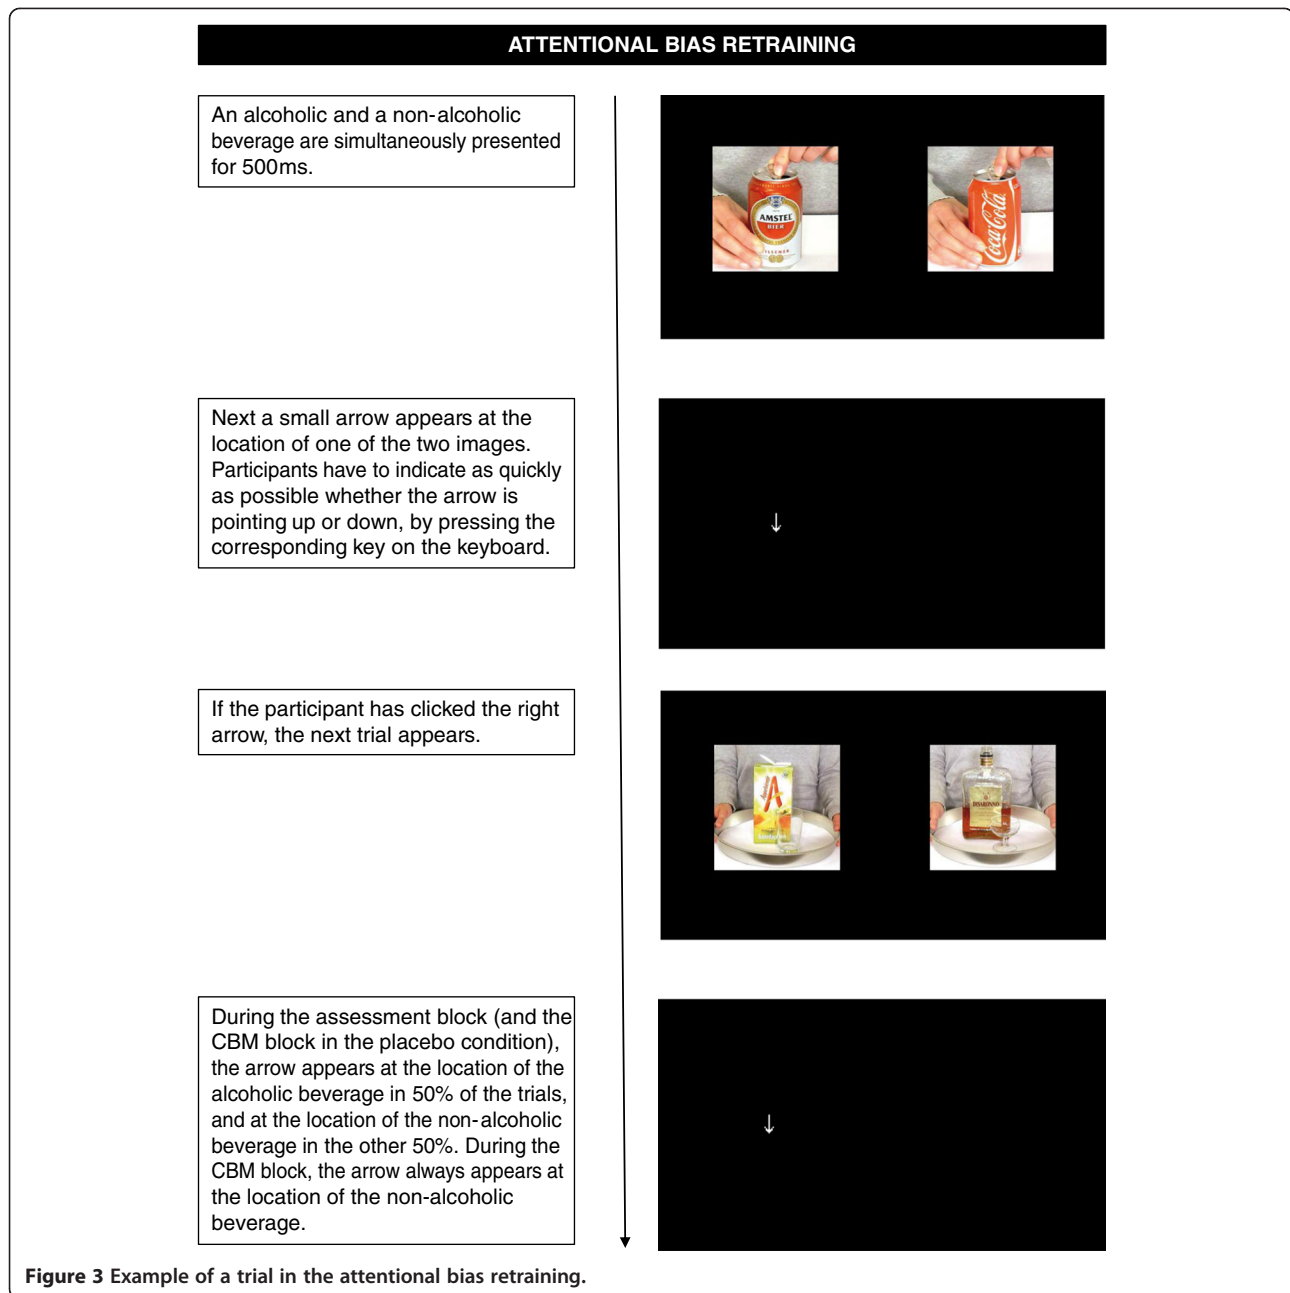 ATTENTIONAL BIAS RETRAINING
An alcoholic and a non-alcoholic
beverage are simultaneously presented
for 500ms.
AMSTEL
BIER
Coca-Cola
Next a small arrow appears at the
location of one of the two images.
Participants have to indicate as quickly
as possible whether the arrow is
pointing up or down, by pressing the
corresponding key on the keyboard.
↓
If the participant has clicked the right
arrow, the next trial appears.
A
DISARONNO
During the assessment block (and the
CBM block in the placebo condition),
the arrow appears at the location of the
alcoholic beverage in 50% of the trials,
and at the location of the non-alcoholic
beverage in the other 50%. During the
CBM block, the arrow always appears at
the location of the non-alcoholic
beverage.
↓
Figure 3 Example of a trial in the attentional bias retraining.